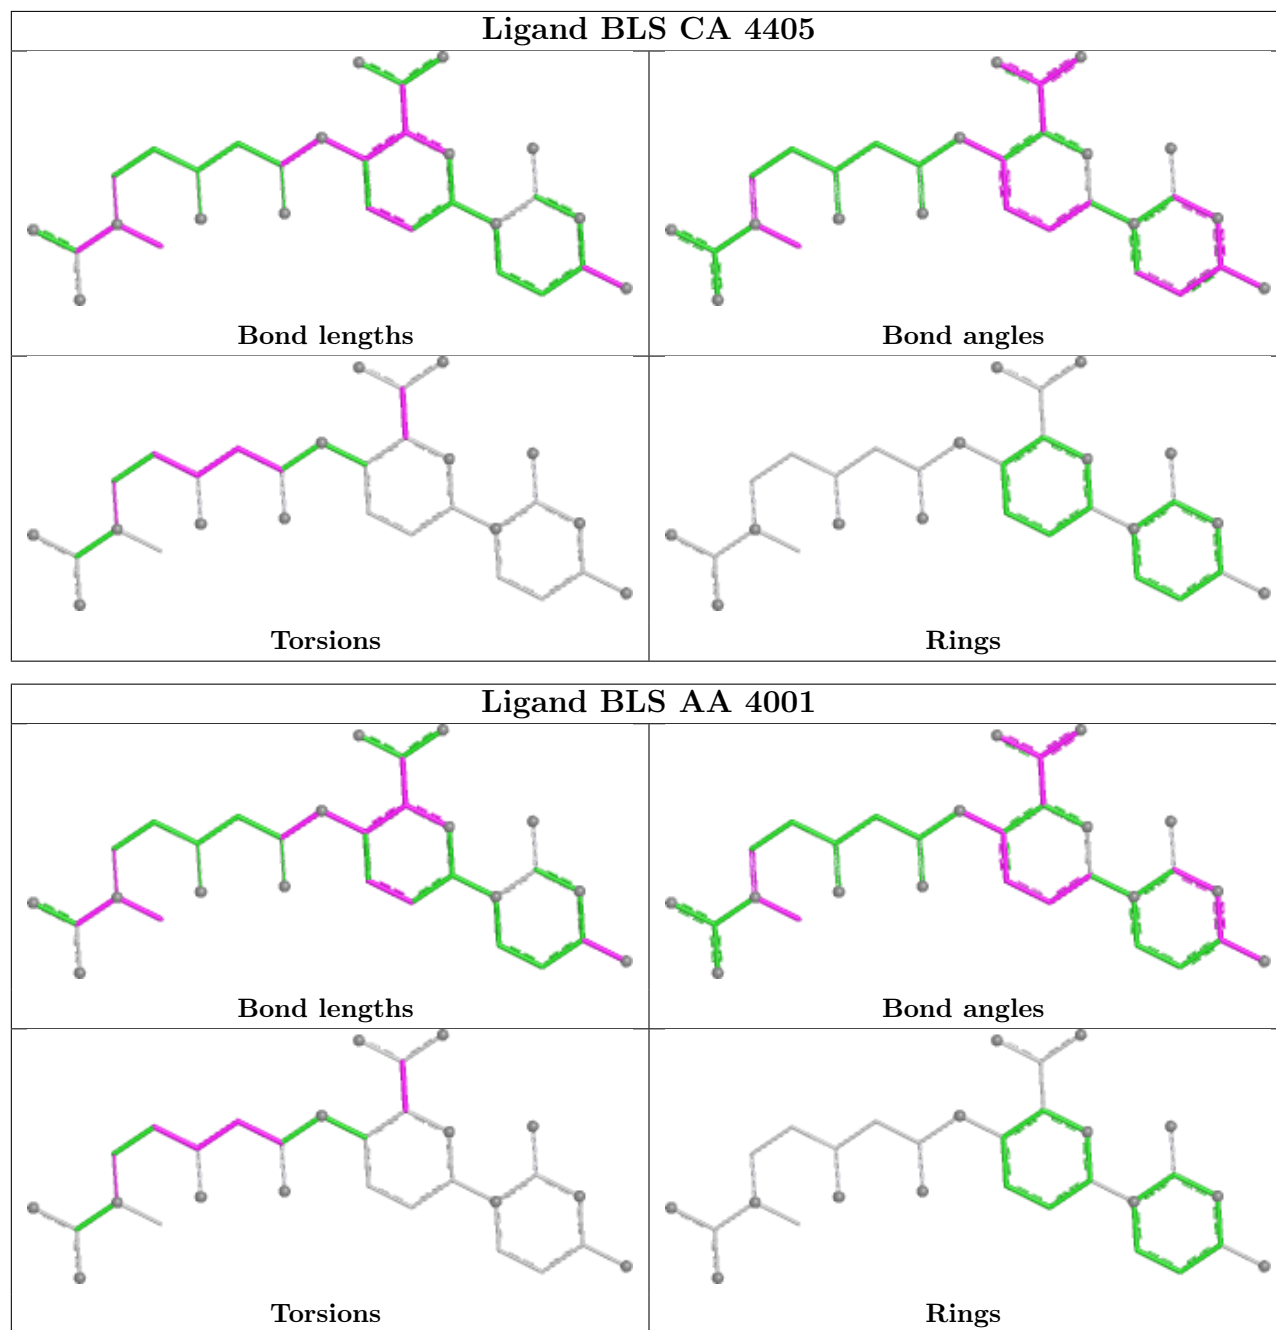 Ligand BLS CA 4405
Bond lengths
Bond angles
Torsions
Rings
Ligand BLS AA 4001
Bond lengths
Bond angles
Torsions
Rings